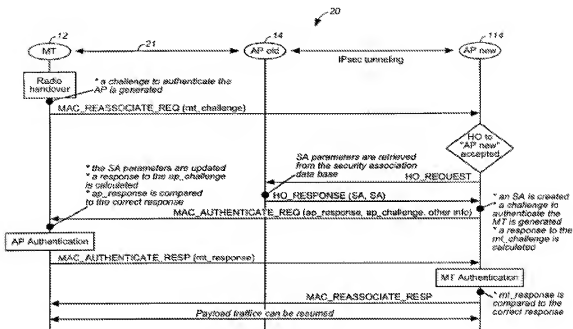 20
12
21
14
114
MT
AP old
IPsec tunneling
AP new
Radio
handover
* a challenge to authenticate the
AP is generated
MAC_REASSOCIATE_REQ (mt_challenge)
HO to
"AP new"
accepted
SA parameters are retrieved
from the security association
data base
HO_REQUEST
* the SA parameters are updated
* a response to the ap_challenge
is calculated
* ap_response is compared
to the correct response
HO_RESPONSE (SA, SA)
MAC_AUTHENTICATE_REQ (ap_response, ap_challenge, other info)
* an SA is created
* a challenge to
authenticate the
MT is generated
* a response to the
mt_challenge is
calculated
AP Authentication
MAC_AUTHENTICATE_RESP (mt_response)
MT Authentication
MAC_REASSOCIATE_RESP
* mt_response is
compared to the
correct response
Payload traffic can be resumed